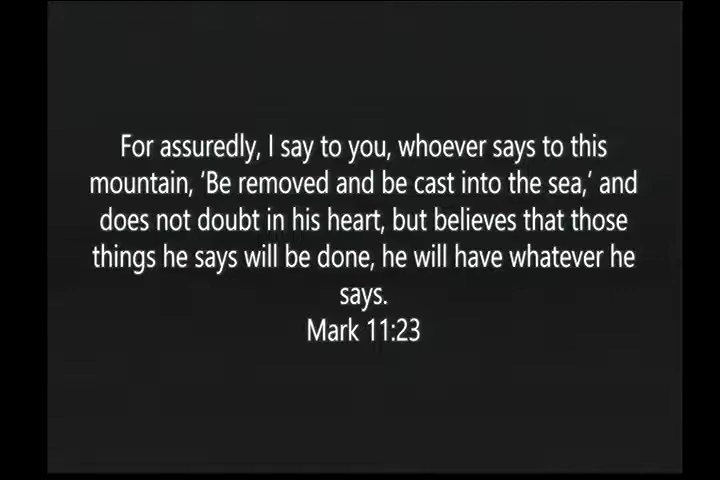 For assuredly, I say to you, whoever says to this
mountain, ‘Be removed and be cast into the sea,’ and
does not doubt in his heart, but believes that those
things he says will be done, he will have whatever he
says.
Mark 11:23